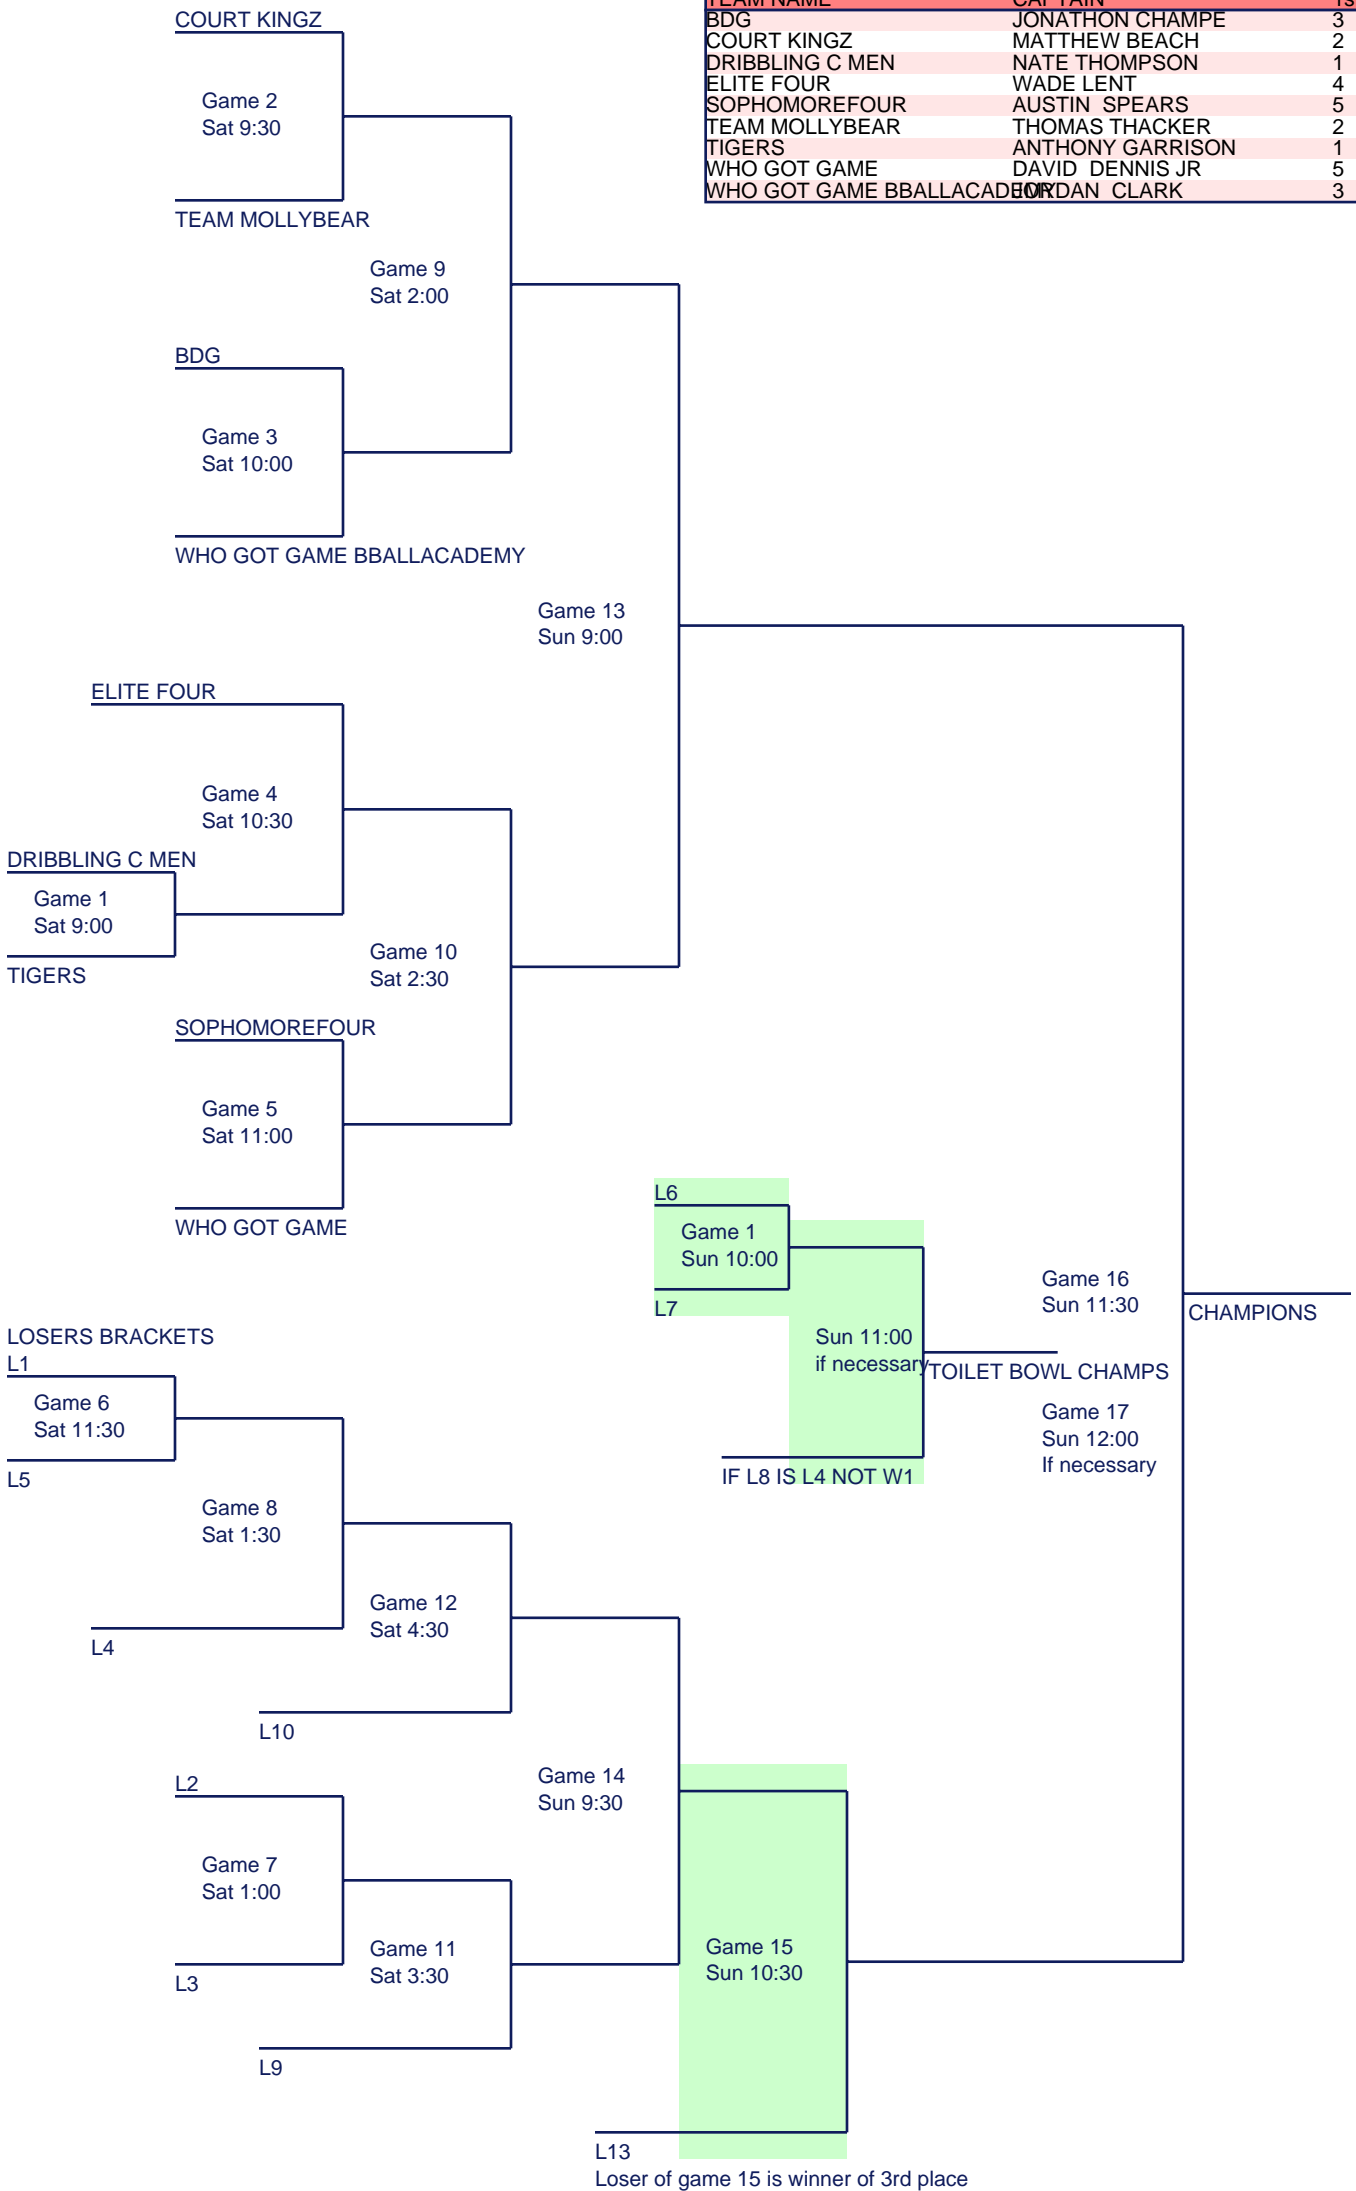 TEAM NAME CAPTAIN
BDG JONATHON CHAMPE 3
COURT KINGZ MATTHEW BEACH 2
DRIBBLING C MEN NATE THOMPSON 1
ELITE FOUR WADE LENT 4
SOPHOMOREFOUR AUSTIN  SPEARS 5
TEAM MOLLYBEAR THOMAS THACKER 2
TIGERS ANTHONY GARRISON 1
WHO GOT GAME DAVID  DENNIS JR 5
WHO GOT GAME BBALLACADEMY JORDAN  CLARK 3
COURT KINGZ
Game 2
Sat 9:30
TEAM MOLLYBEAR
Game 9
Sat 2:00
BDG
Game 3
Sat 10:00
WHO GOT GAME BBALLACADEMY
Game 13
Sun 9:00
ELITE FOUR
Game 4
Sat 10:30
DRIBBLING C MEN
Game 1
Sat 9:00
TIGERS
Game 10
Sat 2:30
SOPHOMOREFOUR
Game 5
Sat 11:00
WHO GOT GAME
L6
Game 1
Sun 10:00
L7
Sun 11:00
if necessary
TOILET BOWL CHAMPS
IF L8 IS L4 NOT W1
Game 16
Sun 11:30
CHAMPIONS
Game 17
Sun 12:00
If necessary
LOSERS BRACKETS
L1
Game 6
Sat 11:30
L5
Game 8
Sat 1:30
L4
Game 12
Sat 4:30
L10
L2
Game 14
Sun 9:30
Game 7
Sat 1:00
L3
Game 11
Sat 3:30
L9
Game 15
Sun 10:30
L13
Loser of game 15 is winner of 3rd place